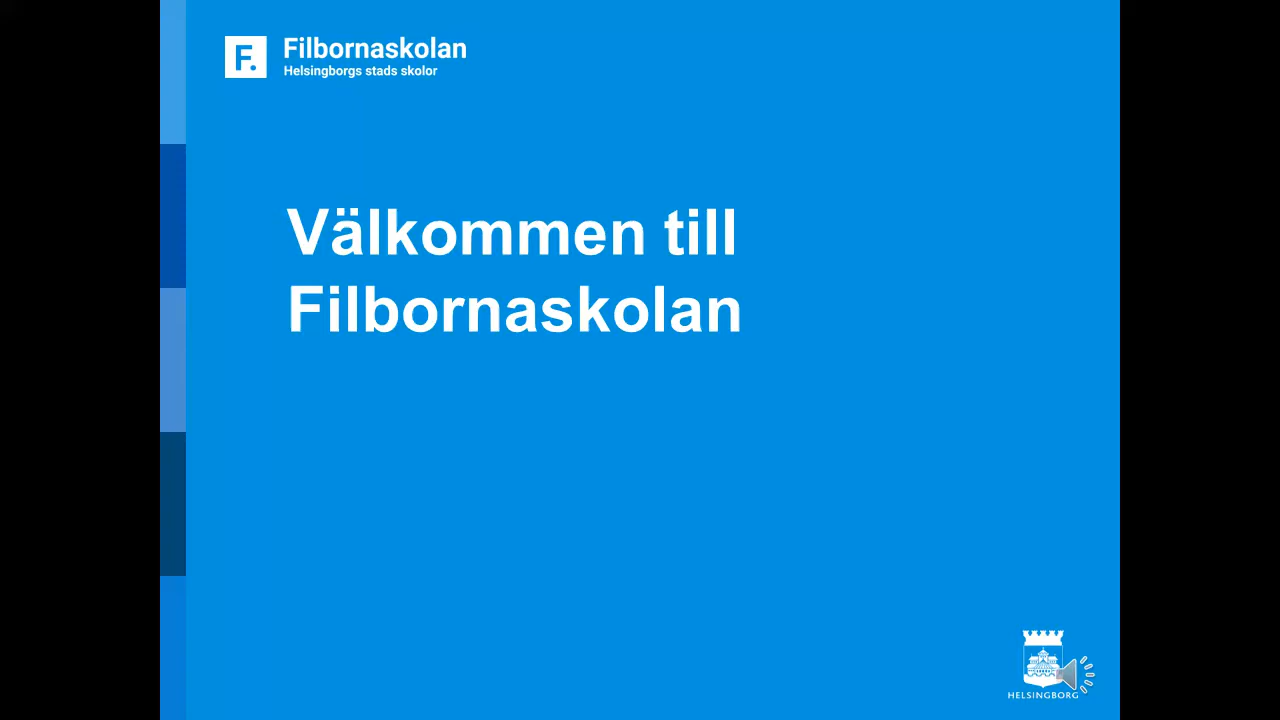 F.
Filbornaskolan
Helsingborgs stads skolor
Välkommen till
Filbornaskolan
HELSINGBORG